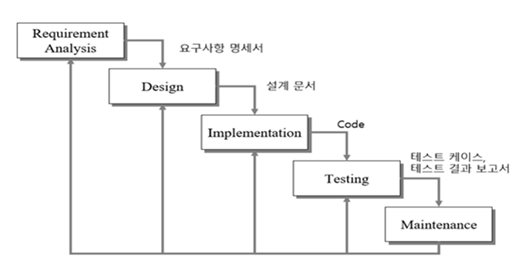 Requirement
Analysis
요구사항 명세서
Design
설계 문서
Implementation
Code
Testing
테스트 케이스,
테스트 결과 보고서
Maintenance